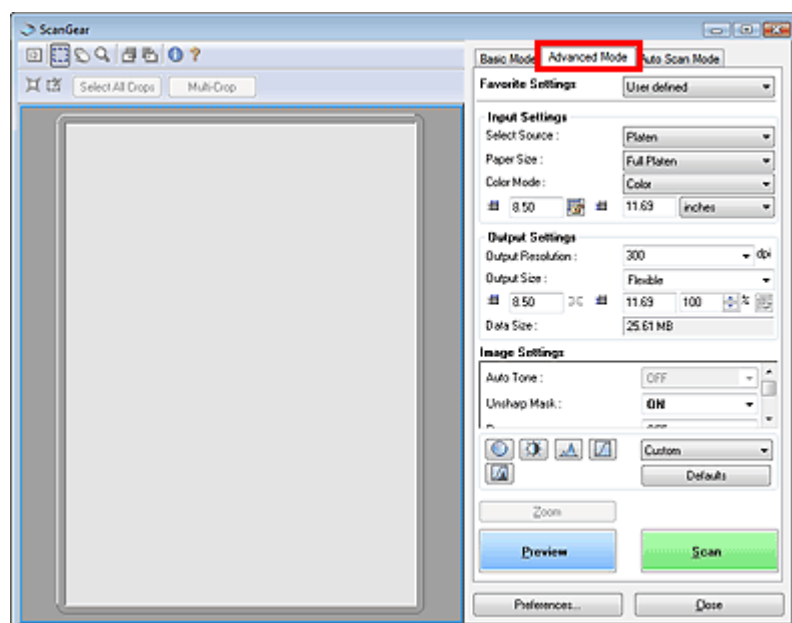 ScanGear
Basic Mode Advanced Mode Auto Scan Mode
Select All Crops Multi-Crop
Favorite Settings User defined
Input Settings
Select Source : Platen
Paper Size : Full Platen
Color Mode : Color
8.50 11.69 inches
Output Settings
Output Resolution : 300 dpi
Output Size : Flexible
8.50 11.69 100 %
Data Size : 25.61 MB
Image Settings
Auto Tone : OFF
Unsharp Mask : ON
Custom
Defaults
Zoom
Preview Scan
Preferences... Close